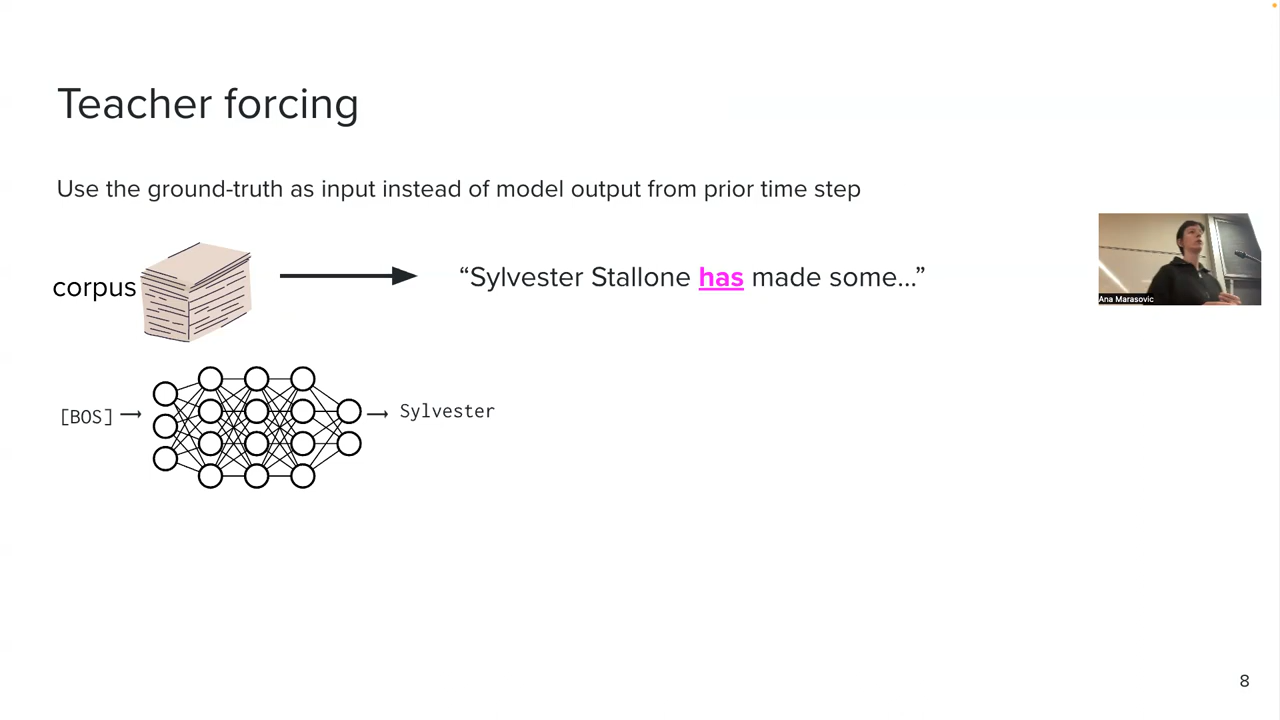 Teacher forcing
Use the ground-truth as input instead of model output from prior time step
corpus
“Sylvester Stallone has made some...”
Ana Marasovic
[BOS]
Sylvester
8